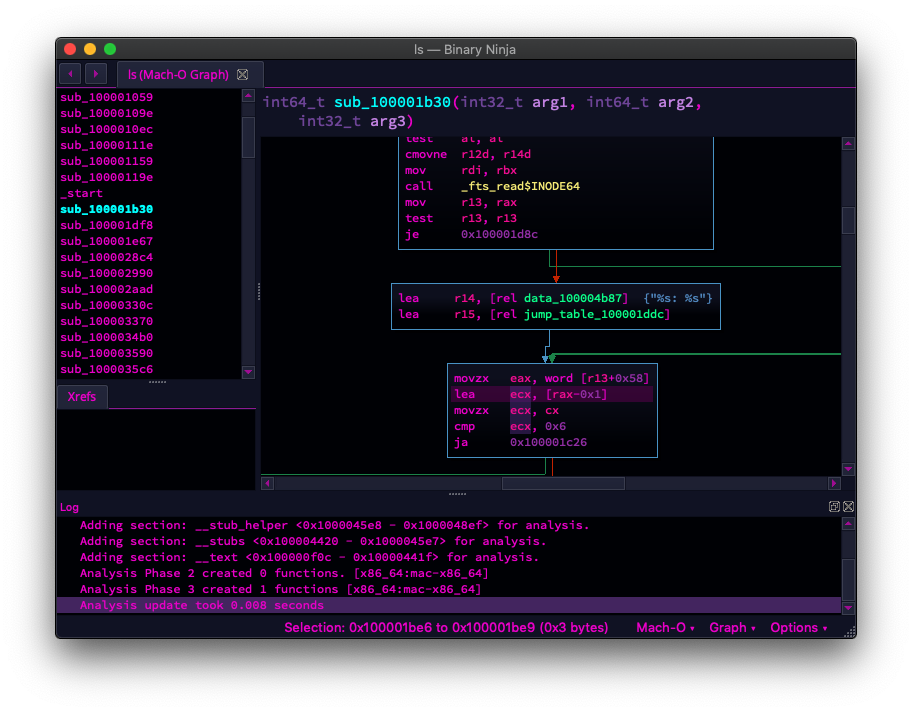 ls — Binary Ninja
ls (Mach-O Graph)
sub_100001059
sub_10000109e
sub_1000010ec
sub_10000111e
sub_100001159
sub_10000119e
_start
sub_100001b30
sub_100001df8
sub_100001e67
sub_1000028c4
sub_100002990
sub_100002aad
sub_10000330c
sub_100003370
sub_1000034b0
sub_100003590
sub_1000035c6
Xrefs
int64_t sub_100001b30(int32_t arg1, int64_t arg2,
int32_t arg3)
test al, al
cmovne r12d, r14d
mov rdi, rbx
call _fts_read$INODE64
mov r13, rax
test r13, r13
je 0x100001d8c
lea r14, [rel data_100004b87] {"%s: %s"}
lea r15, [rel jump_table_100001ddc]
movzx eax, word [r13+0x58]
lea ecx, [rax-0x1]
movzx ecx, cx
cmp ecx, 0x6
ja 0x100001c26
Log
Adding section: __stub_helper <0x1000045e8 - 0x1000048ef> for analysis.
Adding section: __stubs <0x100004420 - 0x1000045e7> for analysis.
Adding section: __text <0x100000f0c - 0x10000441f> for analysis.
Analysis Phase 2 created 0 functions. [x86_64:mac-x86_64]
Analysis Phase 3 created 1 functions [x86_64:mac-x86_64]
Analysis update took 0.008 seconds
Selection: 0x100001be6 to 0x100001be9 (0x3 bytes) Mach-O Graph Options